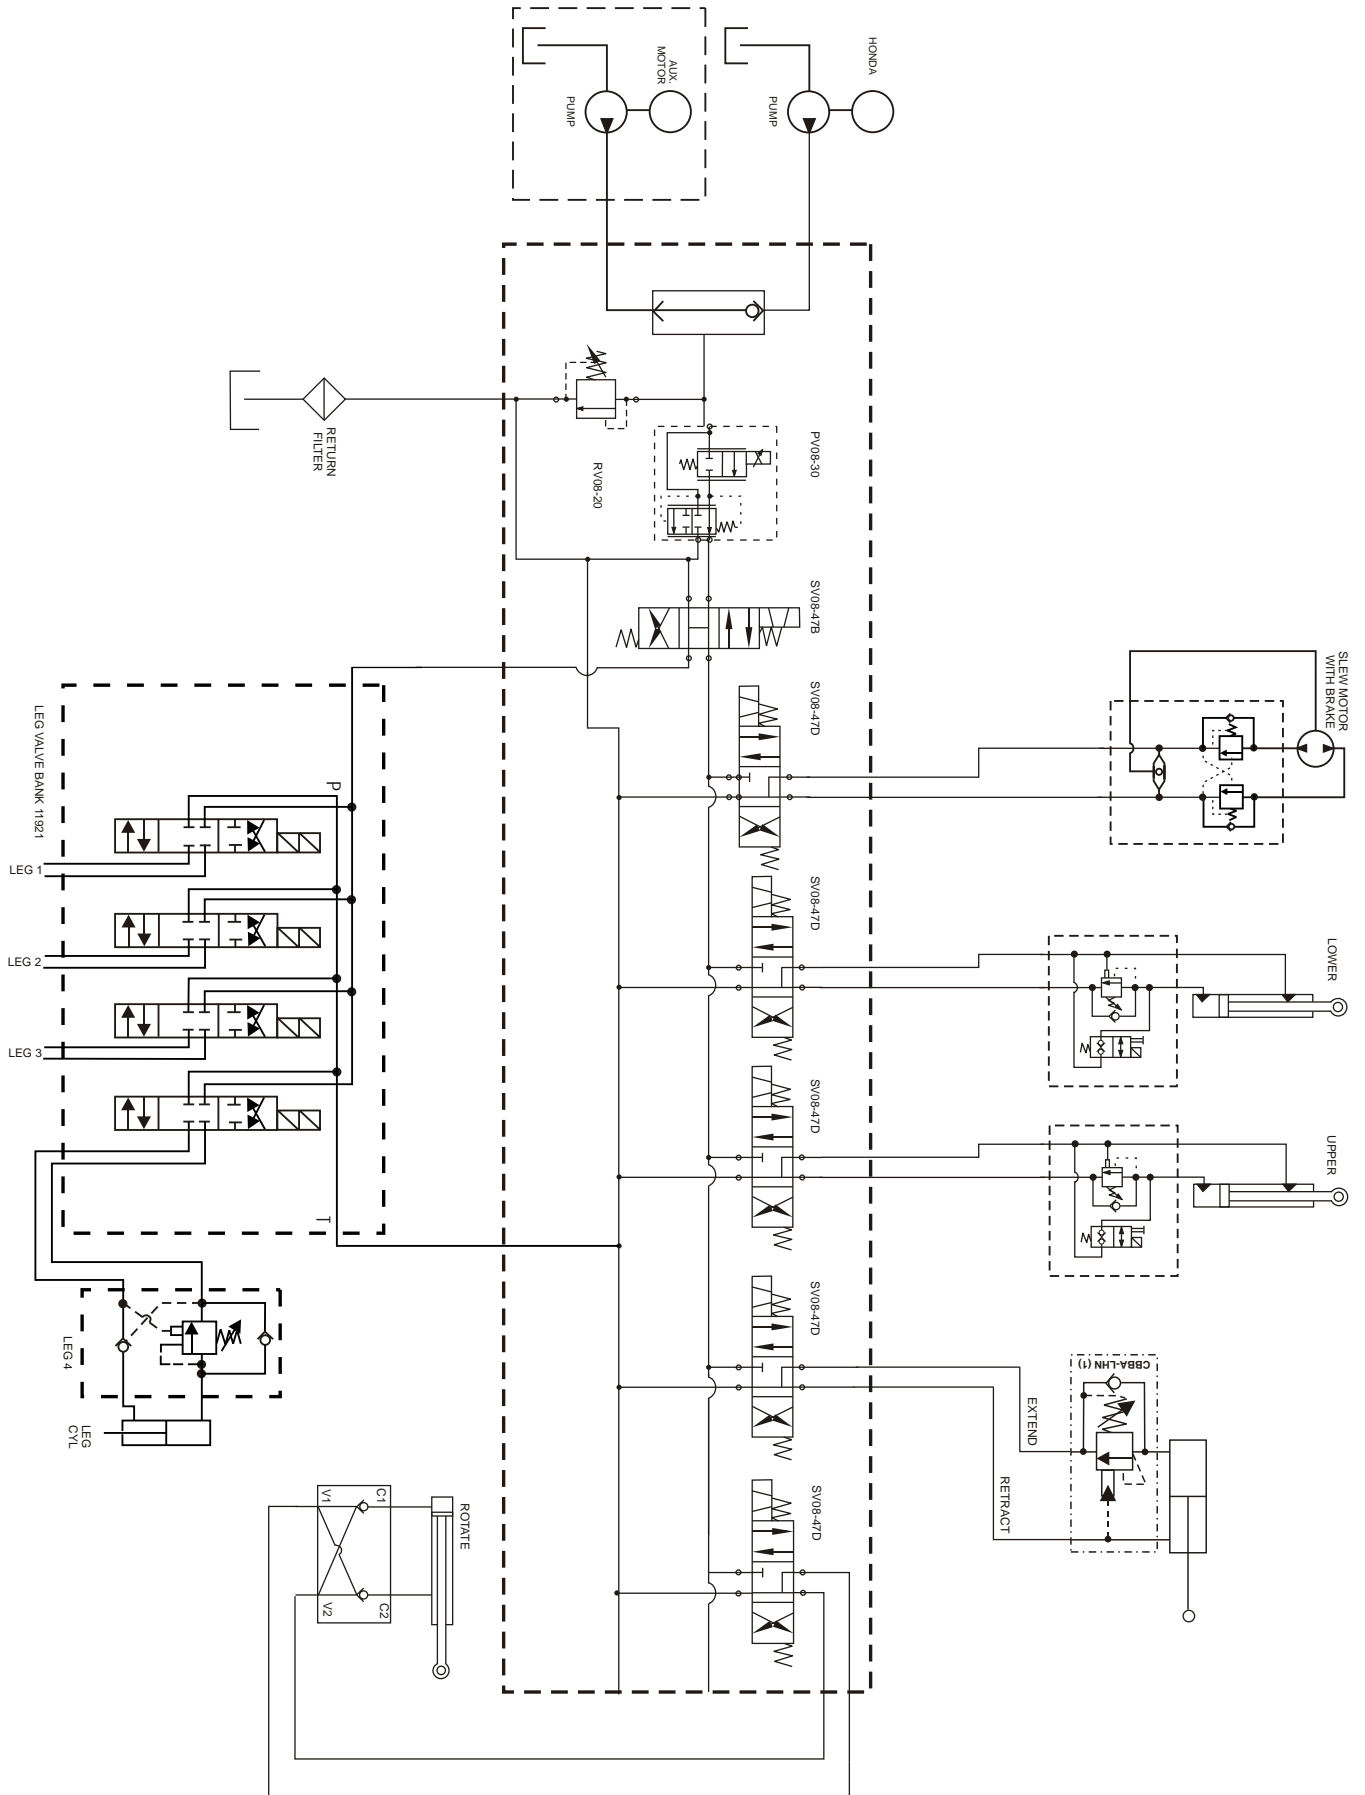 HONDA
PUMP
AUX.
MOTOR
PUMP
RETURN
FILTER
RV08-20
PV08-30
SV08-47B
SV08-47D
SLEW MOTOR
WITH BRAKE
SV08-47D
LOWER
SV08-47D
UPPER
SV08-47D
EXTEND
RETRACT
CBBA-LHN (1)
SV08-47D
LEG VALVE BANK 11921
P
LEG 1
LEG 2
LEG 3
T
LEG 4
LEG
CYL
ROTATE
V1
C1
V2
C2